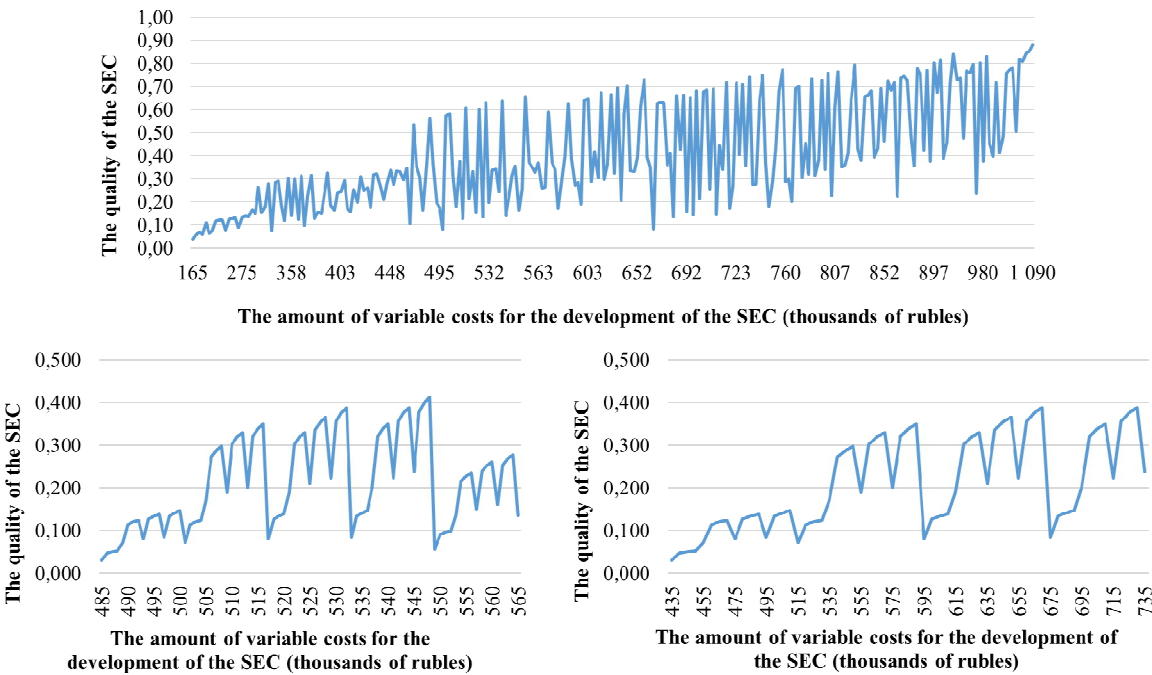 1,00
0,90
0,80
0,70
0,60
0,50
0,40
0,30
0,20
0,10
0,00
The quality of the SEC
165 275 358 403 448 495 532 563 603 652 692 723 760 807 852 897 980 1 090
The amount of variable costs for the development of the SEC (thousands of rubles)
0,500
0,400
0,300
0,200
0,100
0,000
The quality of the SEC
485 490 495 500 505 510 515 520 525 530 535 540 545 550 555 560 565
The amount of variable costs for the
development of the SEC (thousands of rubles)
0,500
0,400
0,300
0,200
0,100
0,000
The quality of the SEC
435 455 475 495 515 535 555 575 595 615 635 655 675 695 715 735
The amount of variable costs for the development of
the SEC (thousands of rubles)